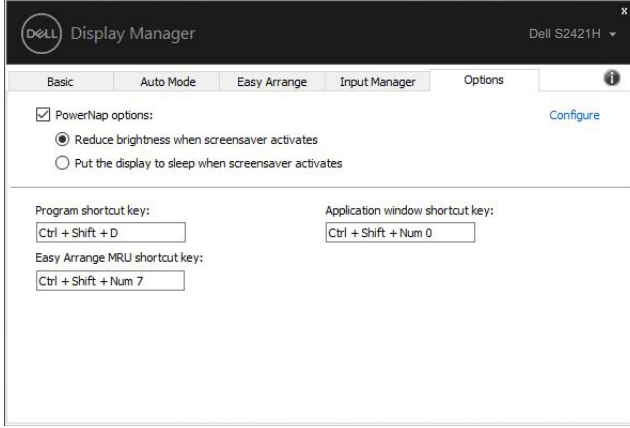 x
DELL Display Manager
Dell S2421H
Basic Auto Mode Easy Arrange Input Manager Options
PowerNap options: Configure
Reduce brightness when screensaver activates
Put the display to sleep when screensaver activates
Program shortcut key: Application window shortcut key:
Ctrl + Shift + D Ctrl + Shift + Num 0
Easy Arrange MRU shortcut key:
Ctrl + Shift + Num 7